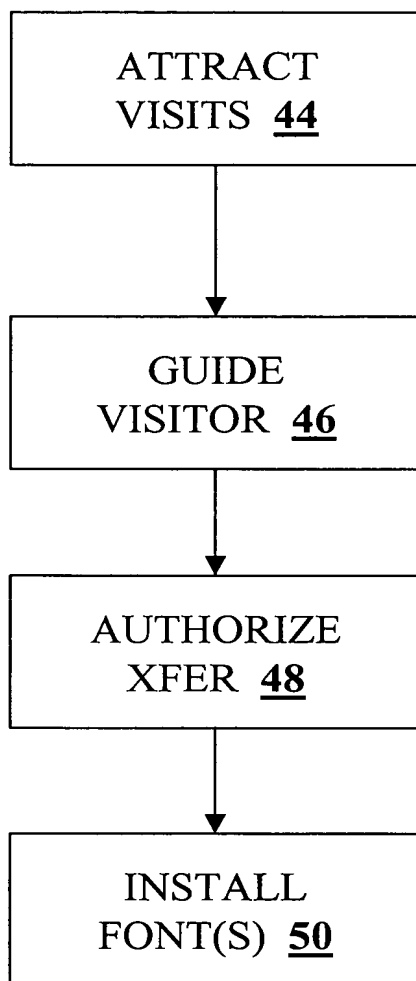 ATTRACT
VISITS 44
GUIDE
VISITOR 46
AUTHORIZE
XFER 48
INSTALL
FONT(S) 50